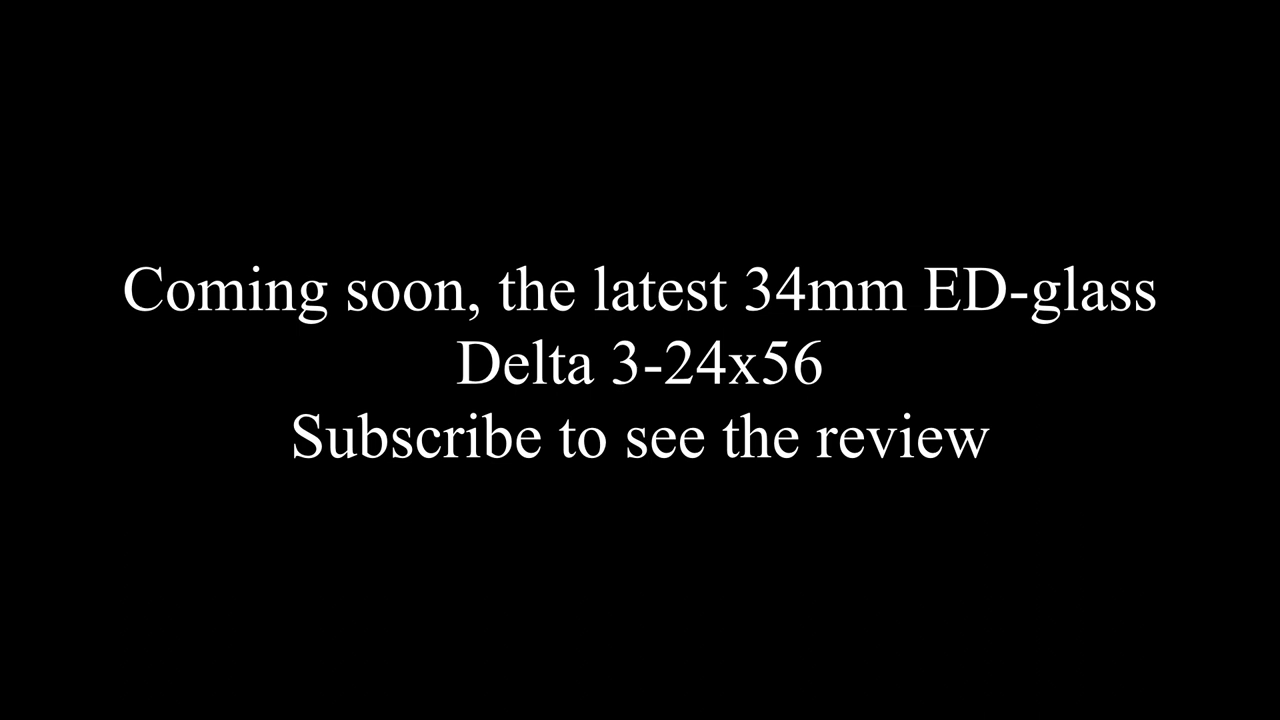 Coming soon, the latest 34mm ED-glass
Delta 3-24x56
Subscribe to see the review